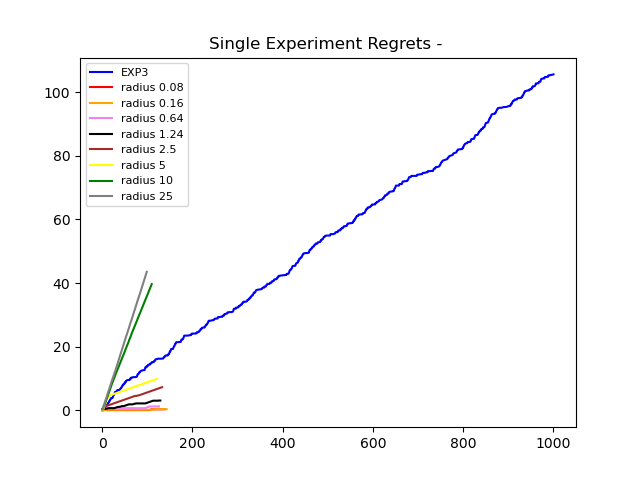 Single Experiment Regrets -
EXP3
radius 0.08
radius 0.16
radius 0.64
radius 1.24
radius 2.5
radius 5
radius 10
radius 25
100
80
60
40
20
0
0 200 400 600 800 1000